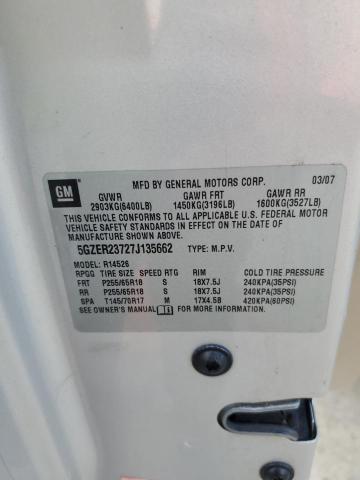 GM
MFD BY GENERAL MOTORS CORP. 03/07
GVWR GAWR FRT GAWR RR
2903KG(6400LB) 1450KG(3196LB) 1600KG(3527LB)
THIS VEHICLE CONFORMS TO ALL APPLICABLE U.S. FEDERAL MOTOR
VEHICLE SAFETY STANDARDS IN EFFECT ON THE DATE OF
MANUFACTURE SHOWN ABOVE.
5GZER23727J135662 TYPE: M.P.V.
MODEL: R14526
RPGG TIRE SIZE SPEED RTG RIM COLD TIRE PRESSURE
FRT P255/65R18 S 18X7.5J 240KPA(35PSI)
RR P255/65R18 S 18X7.5J 240KPA(35PSI)
SPA T145/70R17 M 17X4.5B 420KPA(60PSI)
SEE OWNER'S MANUAL FOR MORE INFORMATION.